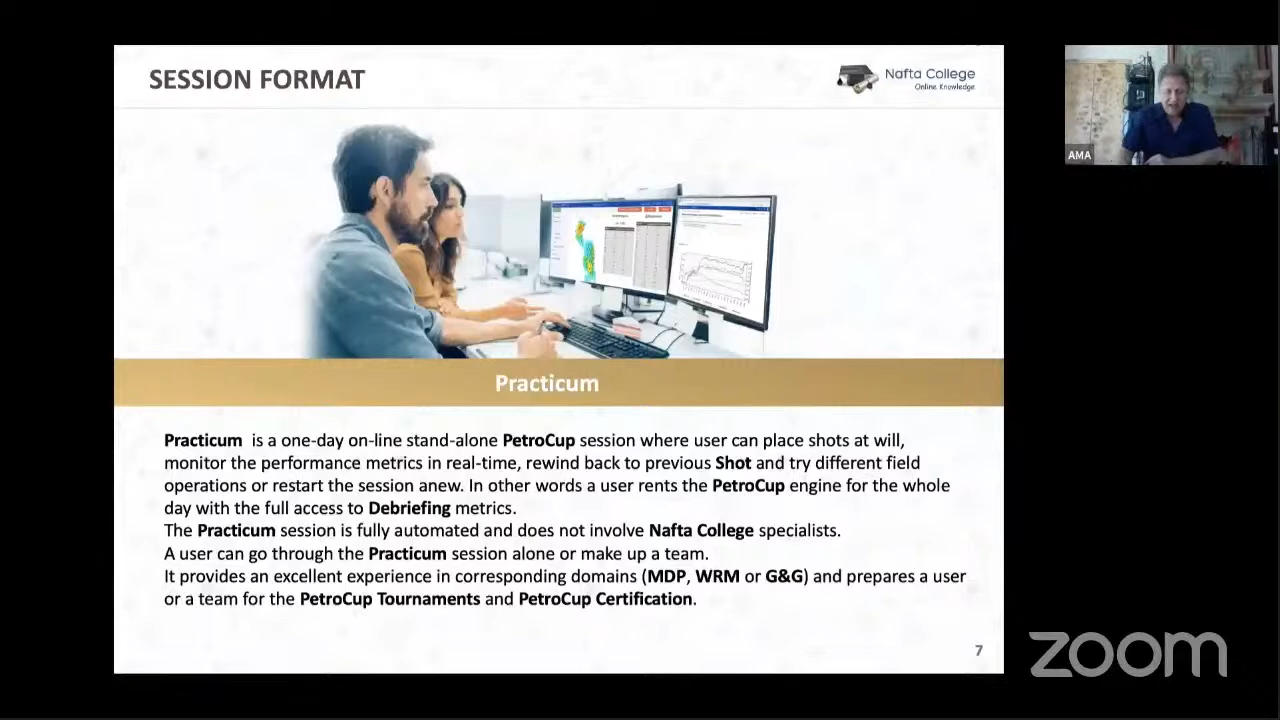 SESSION FORMAT
Nafta College
Online Knowledge
AMA
Practicum
Practicum is a one-day on-line stand-alone PetroCup session where user can place shots at will,
monitor the performance metrics in real-time, rewind back to previous Shot and try different field
operations or restart the session anew. In other words a user rents the PetroCup engine for the whole
day with the full access to Debriefing metrics.
The Practicum session is fully automated and does not involve Nafta College specialists.
A user can go through the Practicum session alone or make up a team.
It provides an excellent experience in corresponding domains (MDP, WRM or G&G) and prepares a user
or a team for the PetroCup Tournaments and PetroCup Certification.
7
zoom